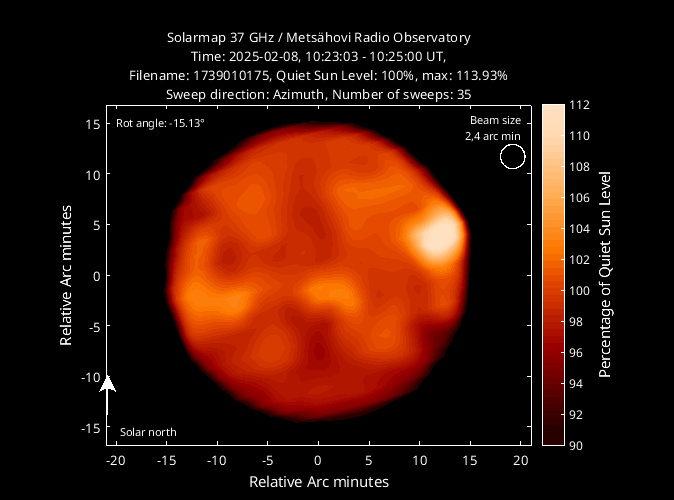 Solarmap 37 GHz / Metsähovi Radio Observatory
Time: 2025-02-08, 10:23:03 - 10:25:00 UT,
Filename: 1739010175, Quiet Sun Level: 100%, max: 113.93%
Sweep direction: Azimuth, Number of sweeps: 35
Rot angle: -15.13°
Beam size
2,4 arc min
Relative Arc minutes
15
10
5
0
-5
-10
-15
Solar north
-20
-15
-10
-5
0
5
10
15
20
Relative Arc minutes
112
110
108
106
104
102
100
98
96
94
92
90
Percentage of Quiet Sun Level